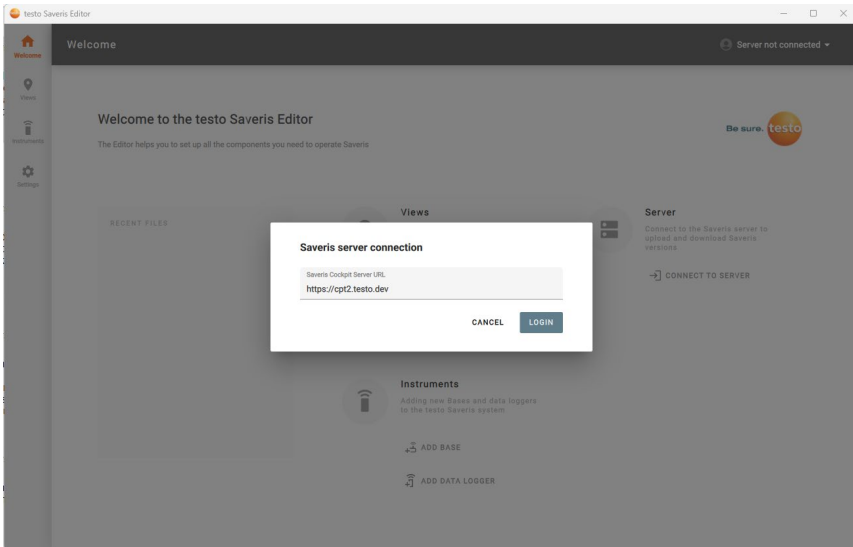 testo Saveris Editor
Welcome
Welcome
Server not connected
Views
Instruments
Settings
Welcome to the testo Saveris Editor
The Editor helps you to set up all the components you need to operate Saveris
Be sure. testo
RECENT FILES
Views
Server
Connect to the Saveris server to
upload and download Saveris
versions
CONNECT TO SERVER
Saveris server connection
Saveris Cockpit Server URL
https://cpt2.testo.dev
CANCEL
LOGIN
Instruments
Adding new Bases and data loggers
to the testo Saveris system
ADD BASE
ADD DATA LOGGER